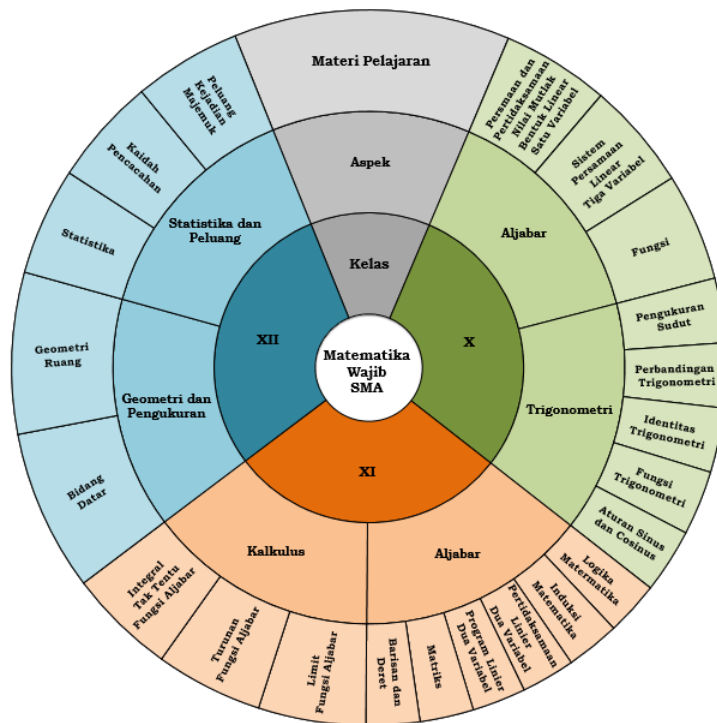 Materi Pelajaran
Aspek
Kelas
Matematika
Wajib
SMA
X
Aljabar
Persmaan dan
Pertidaksamaan
Nilai Mutlak
Bentuk Linear
Satu Variabel
Sistem
Persamaan
Linear
Tiga Variabel
Fungsi
Trigonometri
Pengukuran
Sudut
Perbandingan
Trigonometri
Identitas
Trigonometri
Fungsi
Trigonometri
Aturan Sinus
dan Cosinus
XI
Aljabar
Logika
Matermatika
Induksi
Matematika
Pertidaksamaan
Linier
Dua Variabel
Program Linier
Dua Variabel
Matriks
Barisan dan
Deret
Kalkulus
Limit
Fungsi Aljabar
Turunan
Fungsi Aljabar
Integral
Tak Tentu
Fungsi Aljabar
XII
Geometri dan
Pengukuran
Bidang
Datar
Geometri
Ruang
Statistika dan
Peluang
Statistika
Kaidah
Pencacahan
Peluang
Kejadian
Majemuk